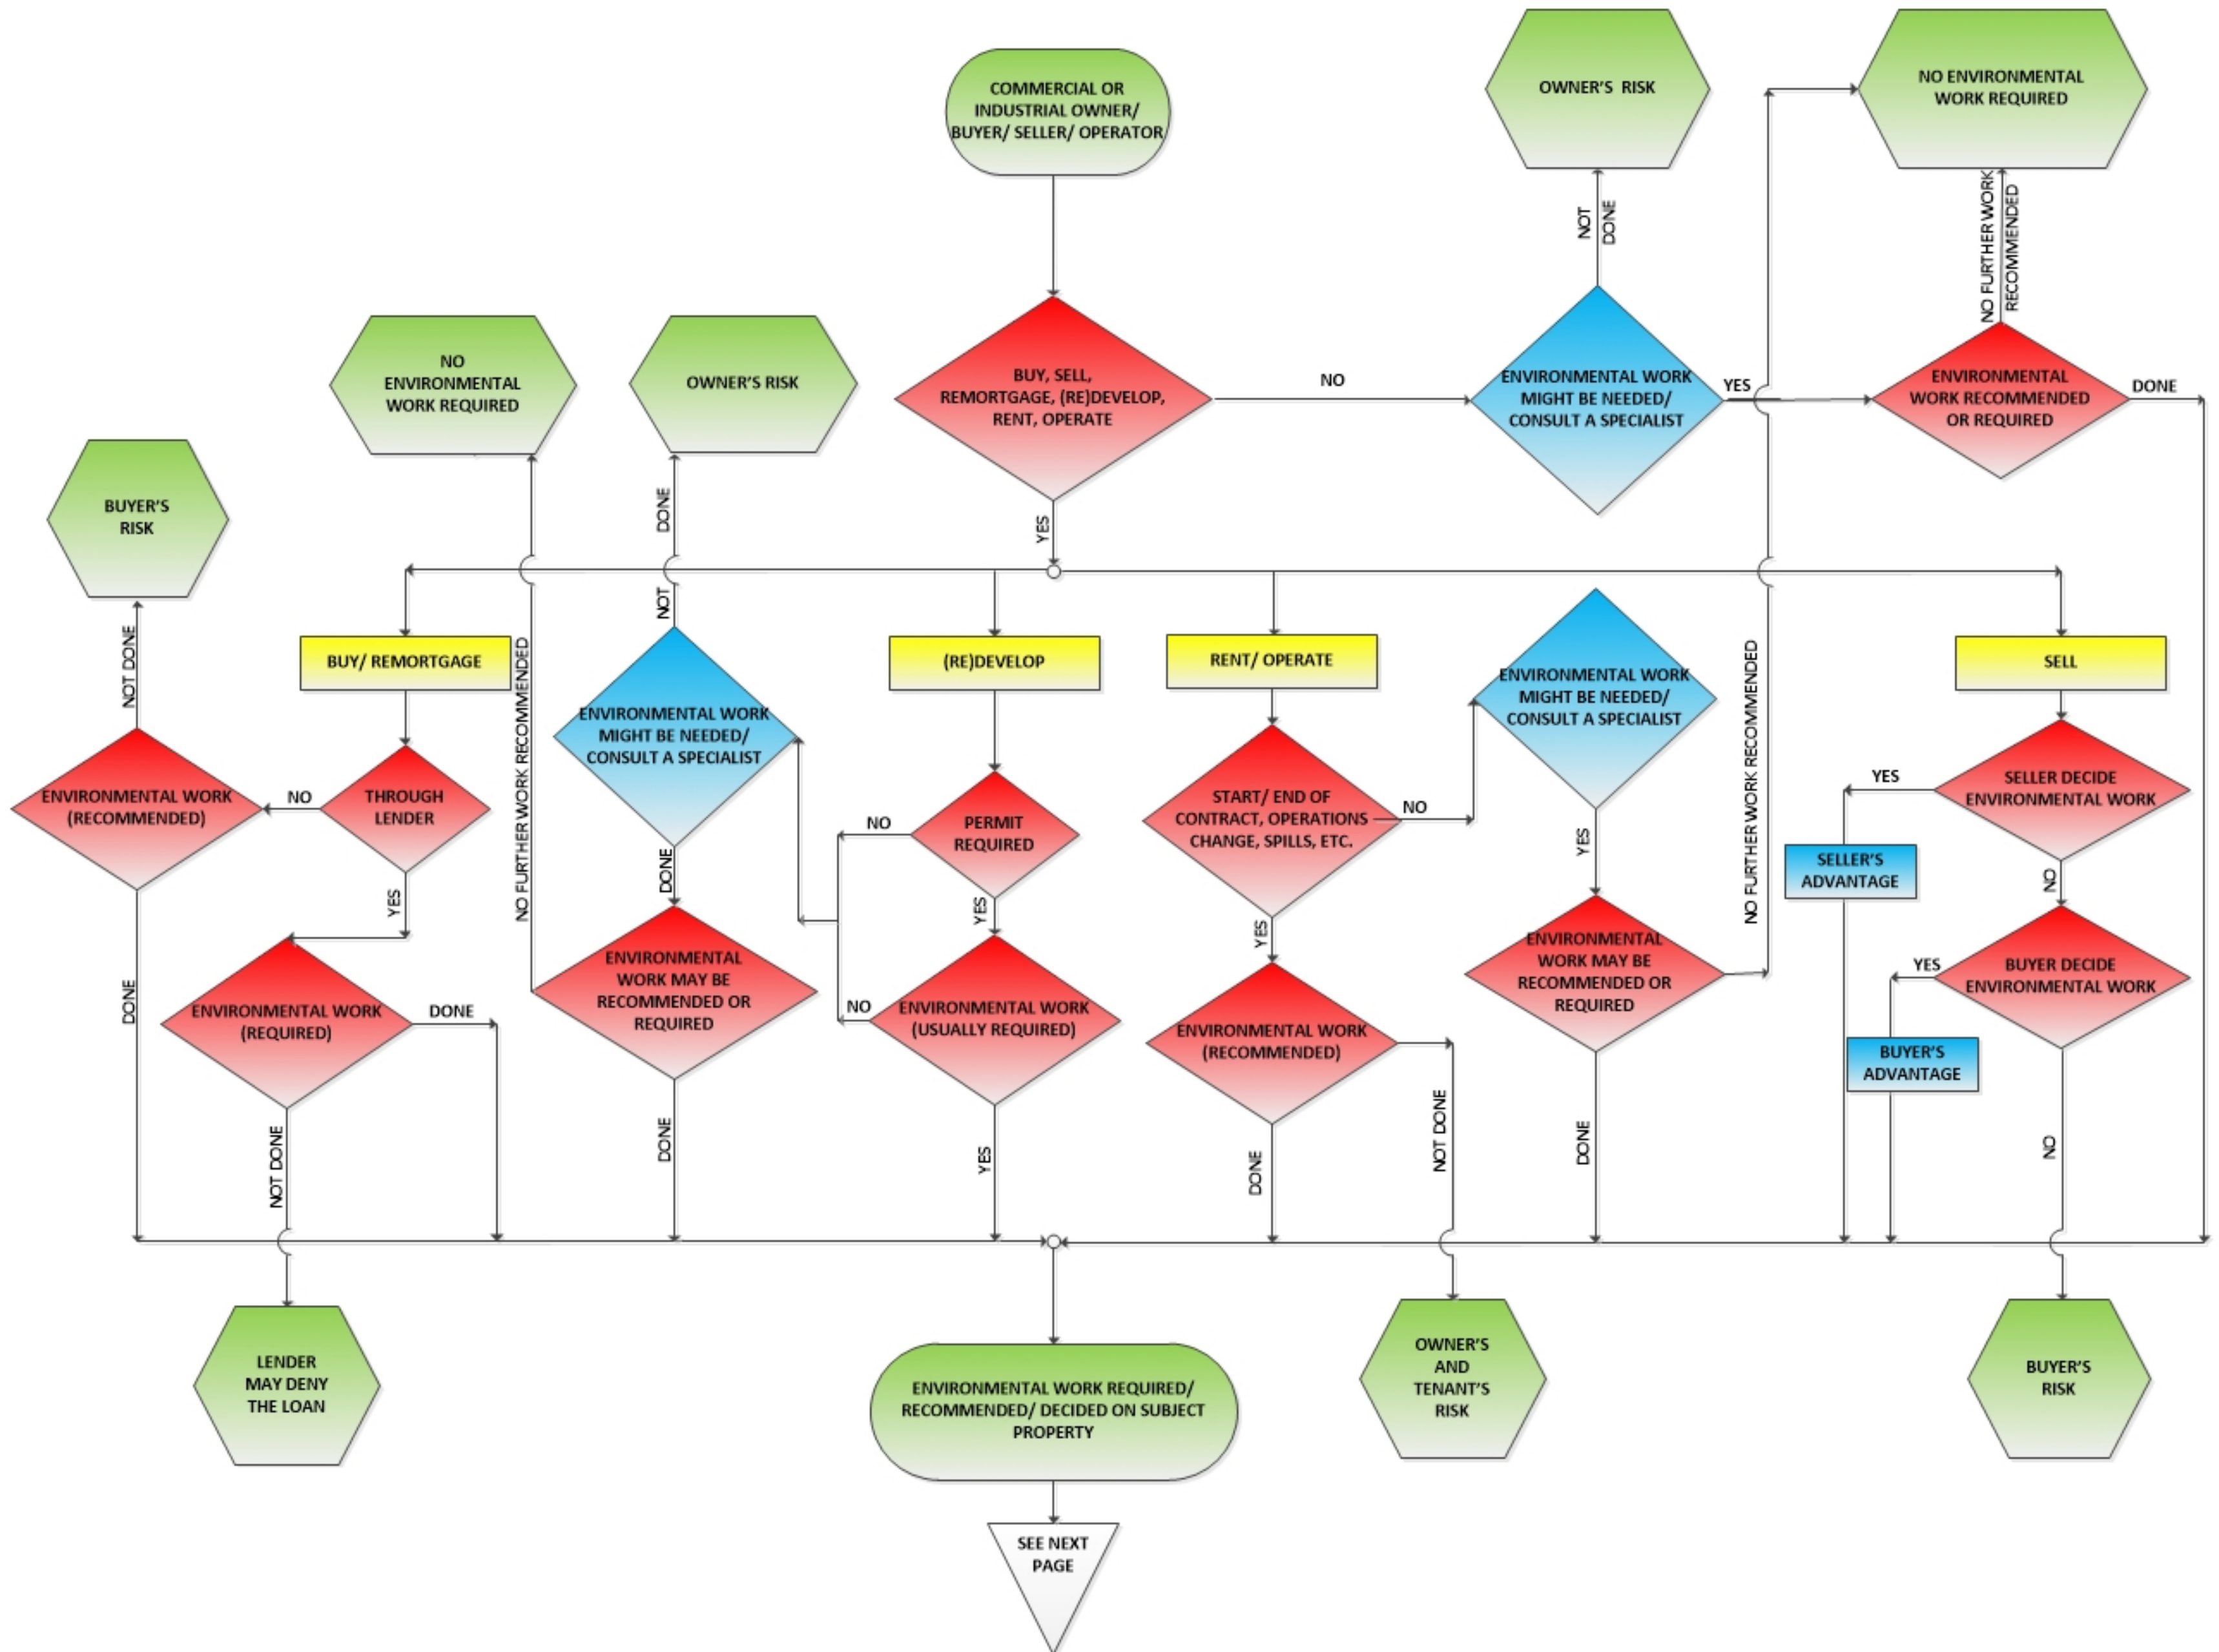 COMMERCIAL OR
INDUSTRIAL OWNER/
BUYER/ SELLER/ OPERATOR
OWNER'S  RISK
NO ENVIRONMENTAL
WORK REQUIRED
NOT
DONE
NO FURTHER WORK
RECOMMENDED
BUY, SELL,
REMORTGAGE, (RE)DEVELOP,
RENT, OPERATE
NO
ENVIRONMENTAL WORK
MIGHT BE NEEDED/
CONSULT A SPECIALIST
YES
ENVIRONMENTAL
WORK RECOMMENDED
OR REQUIRED
DONE
NO
ENVIRONMENTAL
WORK REQUIRED
OWNER'S RISK
BUYER'S
RISK
DONE
NOT
YES
NOT DONE
BUY/ REMORTGAGE
NO FURTHER WORK RECOMMENDED
(RE)DEVELOP
RENT/ OPERATE
SELL
ENVIRONMENTAL WORK
(RECOMMENDED)
NO
THROUGH
LENDER
YES
ENVIRONMENTAL WORK
MIGHT BE NEEDED/
CONSULT A SPECIALIST
DONE
NO
PERMIT
REQUIRED
YES
START/ END OF
CONTRACT, OPERATIONS
CHANGE, SPILLS, ETC.
NO
YES
ENVIRONMENTAL WORK
MIGHT BE NEEDED/
CONSULT A SPECIALIST
YES
NO FURTHER WORK RECOMMENDED
YES
SELLER DECIDE
ENVIRONMENTAL WORK
SELLER'S
ADVANTAGE
NO
DONE
ENVIRONMENTAL WORK
(REQUIRED)
DONE
NOT DONE
ENVIRONMENTAL
WORK MAY BE
RECOMMENDED OR
REQUIRED
DONE
NO
ENVIRONMENTAL WORK
(USUALLY REQUIRED)
YES
ENVIRONMENTAL WORK
(RECOMMENDED)
DONE
NOT DONE
ENVIRONMENTAL
WORK MAY BE
RECOMMENDED OR
REQUIRED
DONE
YES
BUYER DECIDE
ENVIRONMENTAL WORK
BUYER'S
ADVANTAGE
NO
LENDER
MAY DENY
THE LOAN
ENVIRONMENTAL WORK REQUIRED/
RECOMMENDED/ DECIDED ON SUBJECT
PROPERTY
OWNER'S
AND
TENANT'S
RISK
BUYER'S
RISK
SEE NEXT
PAGE